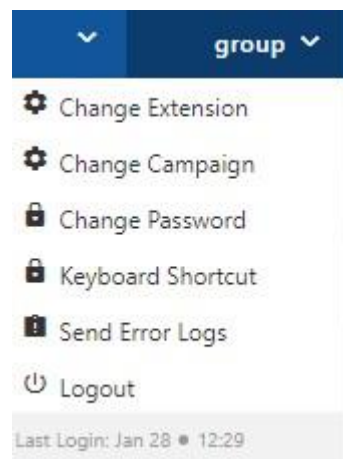 group
Change Extension
Change Campaign
Change Password
Keyboard Shortcut
Send Error Logs
Logout
Last Login: Jan 28 ● 12:29